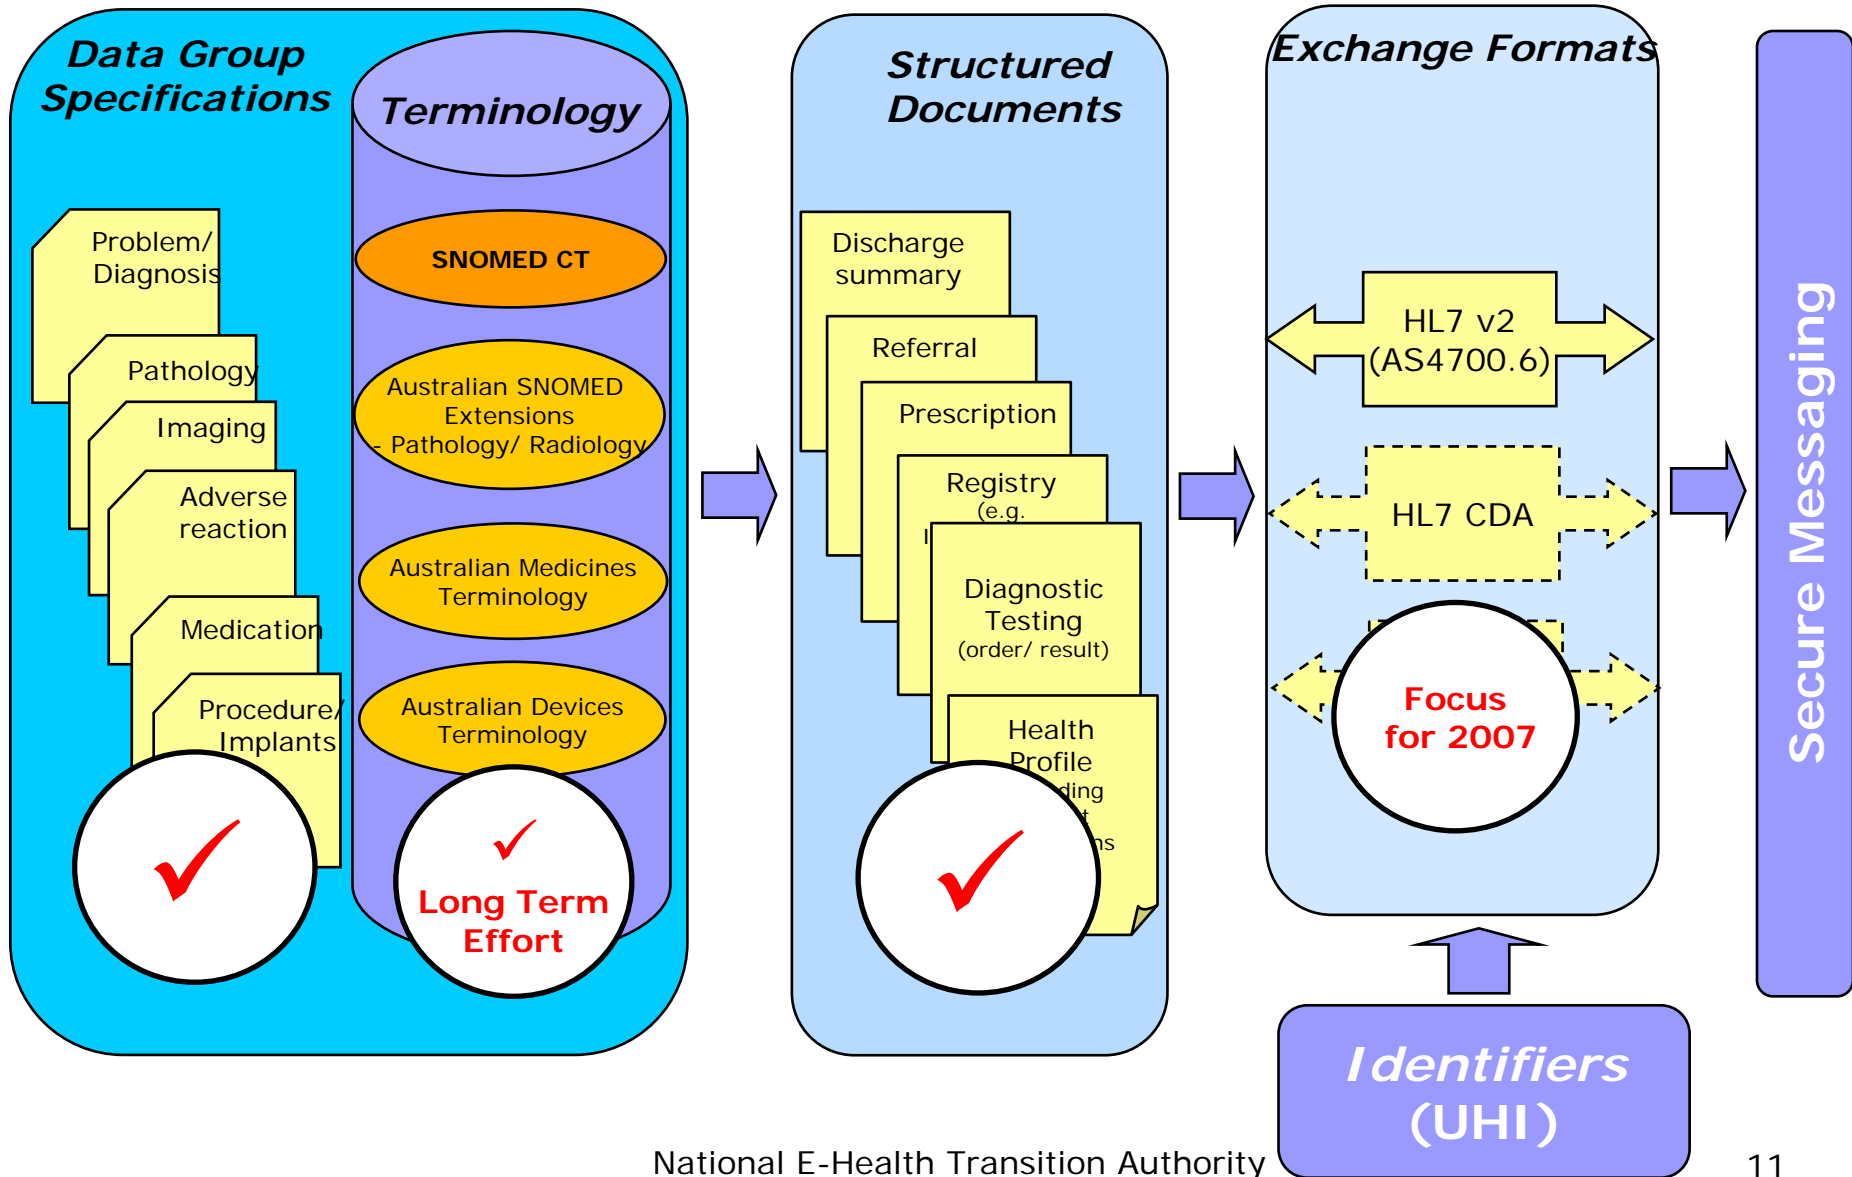 Data Group
Specifications
Terminology
Problem/
Diagnosis
Pathology
Imaging
Adverse
reaction
Medication
Procedure/
Implants
SNOMED CT
Australian SNOMED
Extensions
- Pathology/ Radiology
Australian Medicines
Terminology
Australian Devices
Terminology
Long Term
Effort
Structured
Documents
Discharge
summary
Referral
Prescription
Registry
(e.g.
Diagnostic
Testing
(order/ result)
Health
Profile
Exchange Formats
HL7 v2
(AS4700.6)
HL7 CDA
Focus
for 2007
Secure Messaging
Identifiers
(UHI)
National E-Health Transition Authority
11